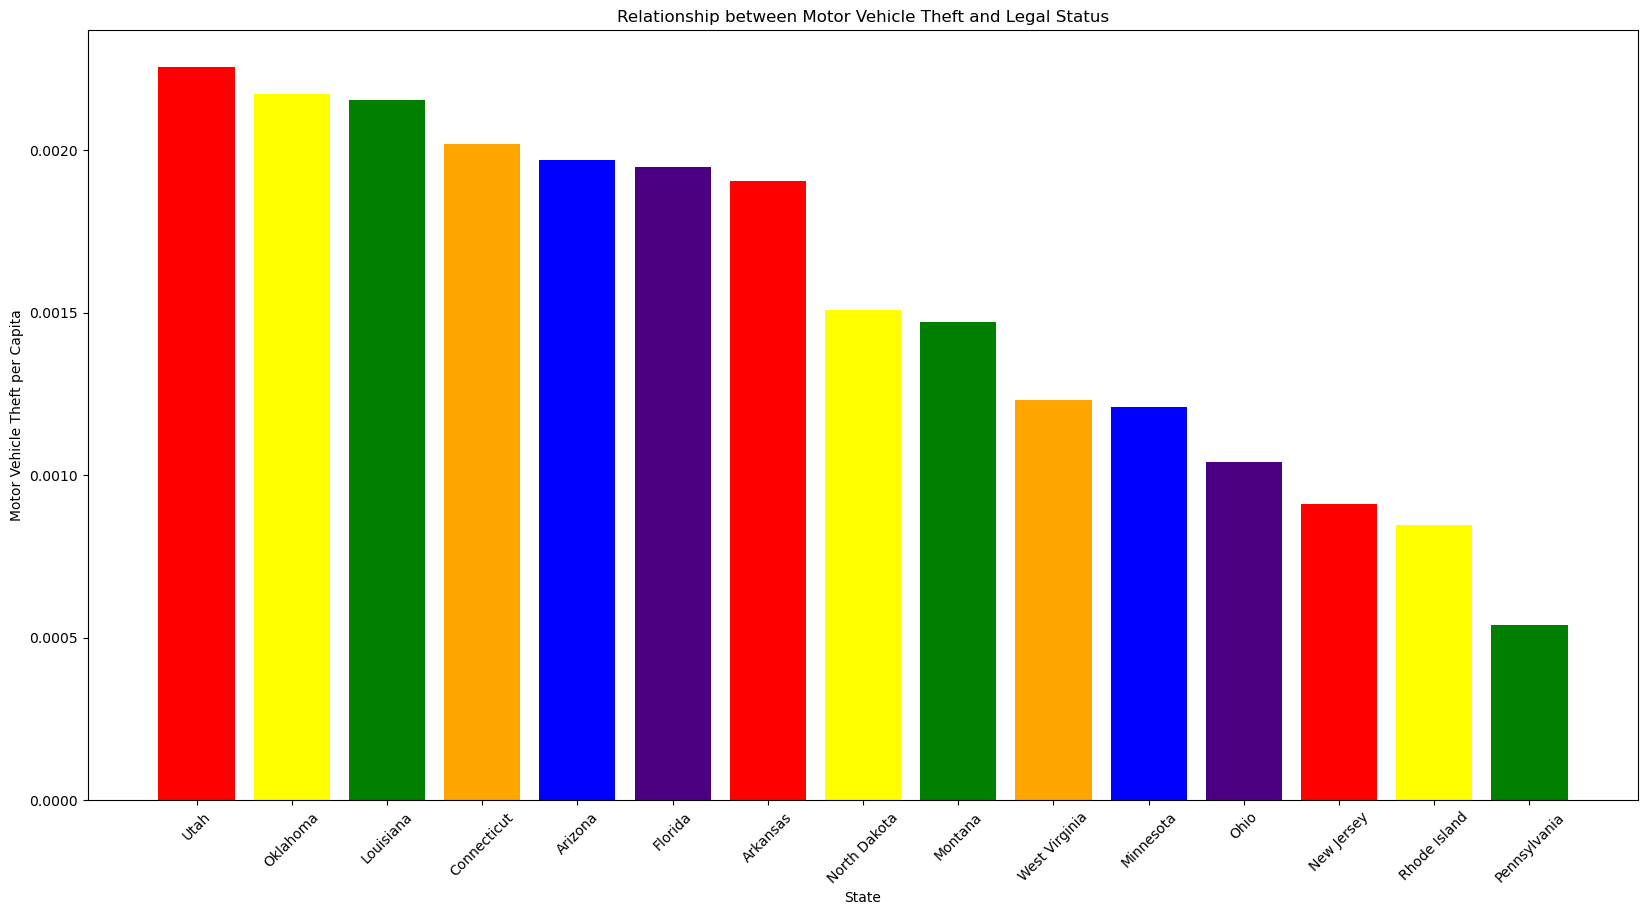 Relationship between Motor Vehicle Theft and Legal Status
Motor Vehicle Theft per Capita
0.0020
0.0015
0.0010
0.0005
0.0000
Utah
Oklahoma
Louisiana
Connecticut
Arizona
Florida
Arkansas
North Dakota
Montana
West Virginia
Minnesota
Ohio
New Jersey
Rhode Island
Pennsylvania
State